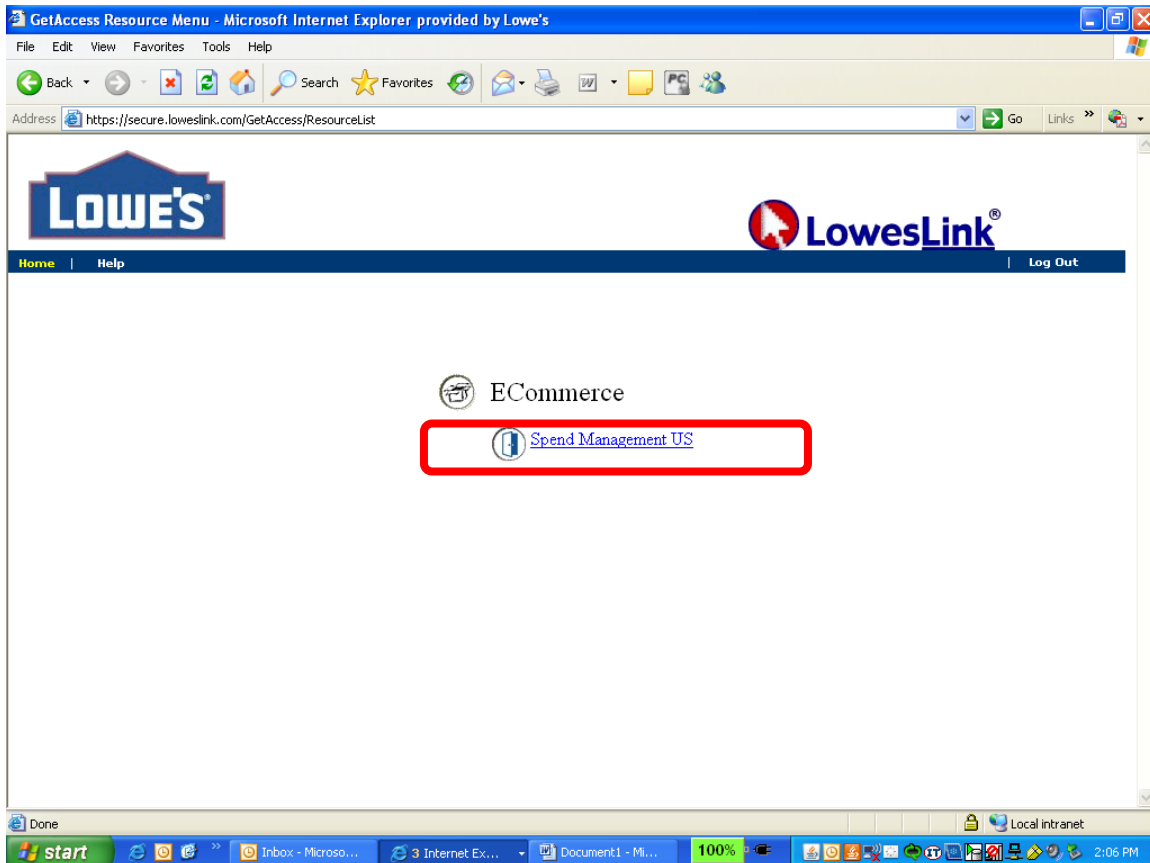 GetAccess Resource Menu - Microsoft Internet Explorer provided by Lowe's
File Edit View Favorites Tools Help
Back Search Favorites
Address https://secure.loweslink.com/GetAccess/ResourceList Go Links »
LOWE'S
LowesLink®
Home | Help | Log Out
ECommerce
Spend Management US
Done Local intranet
start » Inbox - Microso... 3 Internet Ex... Document1 - Mi... 100% 2:06 PM